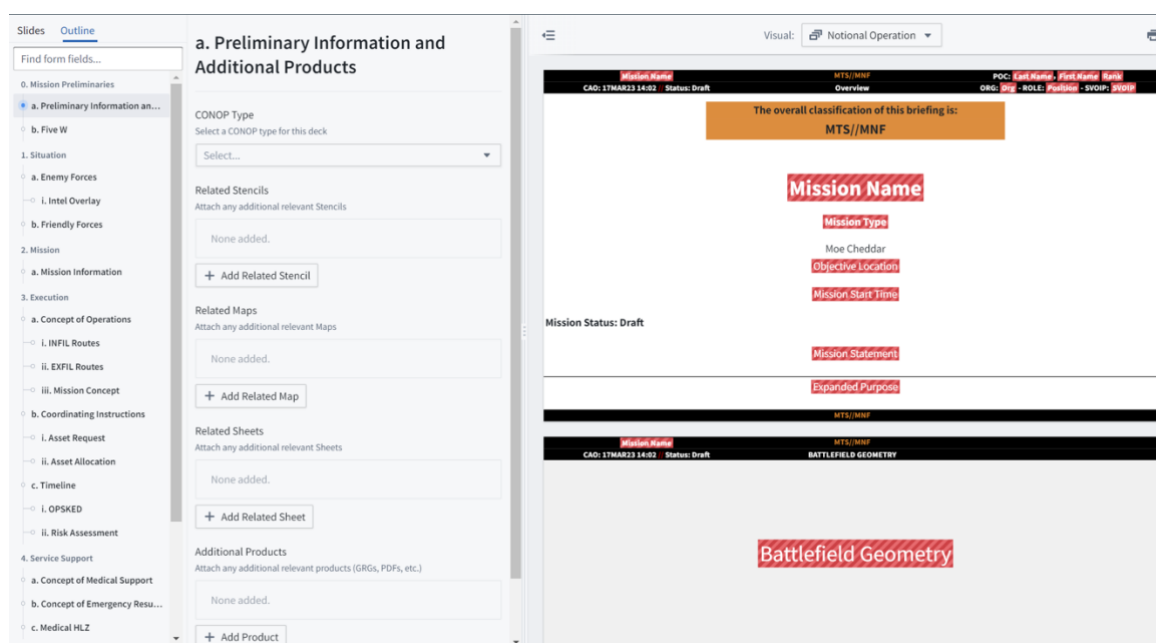 Slides Outline
Find form fields...
0. Mission Preliminaries
a. Preliminary Information an...
b. Five W
1. Situation
a. Enemy Forces
i. Intel Overlay
b. Friendly Forces
2. Mission
a. Mission Information
3. Execution
a. Concept of Operations
i. INFIL Routes
ii. EXFIL Routes
iii. Mission Concept
b. Coordinating Instructions
i. Asset Request
ii. Asset Allocation
c. Timeline
i. OPSKED
ii. Risk Assessment
4. Service Support
a. Concept of Medical Support
b. Concept of Emergency Resu...
c. Medical HLZ
a. Preliminary Information and
Additional Products
CONOP Type
Select a CONOP type for this deck
Select...
Related Stencils
Attach any additional relevant Stencils
None added.
+ Add Related Stencil
Related Maps
Attach any additional relevant Maps
None added.
+ Add Related Map
Related Sheets
Attach any additional relevant Sheets
None added.
+ Add Related Sheet
Additional Products
Attach any additional relevant products (GRGs, PDFs, etc.)
None added.
+ Add Product
Visual: Notional Operation
Mission Name MTS//MNF POC: Last Name, First Name Rank
CAO: 17MAR23 14:02 Status: Draft Overview ORG: Org - ROLE: Position - SVOIP: SVOIP
The overall classification of this briefing is:
MTS//MNF
Mission Name
Mission Type
Moe Cheddar
Objective Location
Mission Start Time
Mission Status: Draft
Mission Statement
Expanded Purpose
MTS//MNF
Mission Name MTS//MNF
CAO: 17MAR23 14:02 Status: Draft BATTLEFIELD GEOMETRY
Battlefield Geometry